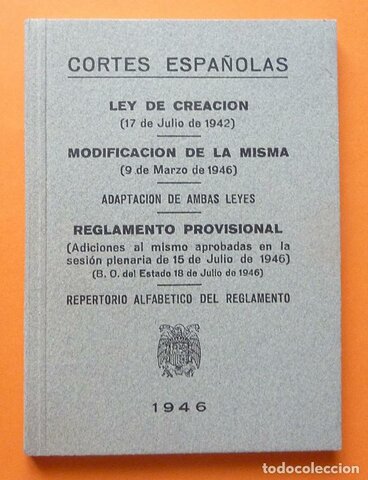 CORTES ESPAÑOLAS
LEY DE CREACION
(17 de Julio de 1942)
MODIFICACION DE LA MISMA
(9 de Marzo de 1946)
ADAPTACION DE AMBAS LEYES
REGLAMENTO PROVISIONAL
(Adiciones al mismo aprobadas en la
sesión plenaria de 15 de Julio de 1946)
(B. O. del Estado 18 de Julio de 1946)
REPERTORIO ALFABETICO DEL REGLAMENTO
1946
todocoleccion